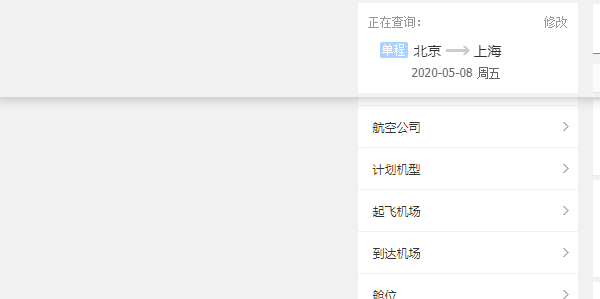 正在查询： 修改
单程 北京 上海
2020-05-08 周五
航空公司
计划机型
起飞机场
到达机场
舱位